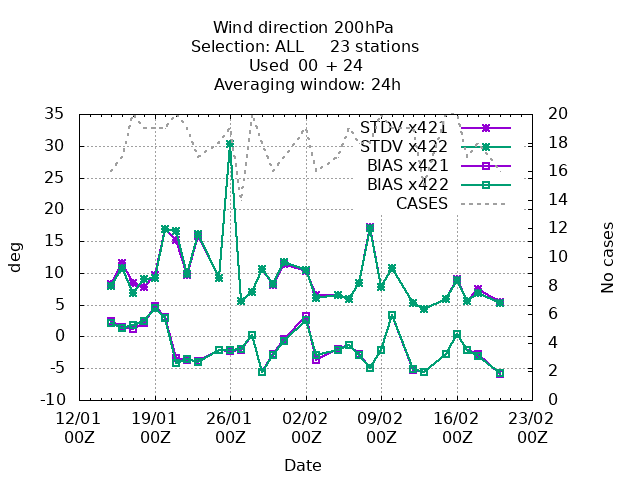 Wind direction 200hPa
Selection: ALL 23 stations
Used 00 + 24
Averaging window: 24h
35
30
25
20
15
10
5
0
-5
-10
deg
20
18
16
14
12
10
8
6
4
2
0
No cases
STDV x421
STDV x422
BIAS x421
BIAS x422
CASES
12/01 19/01 26/01 02/02 09/02 16/02 23/02
00Z 00Z 00Z 00Z 00Z 00Z 00Z
Date